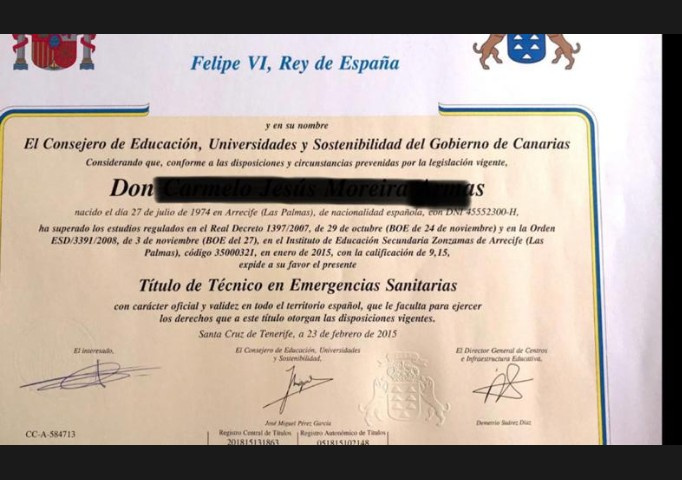 Felipe VI, Rey de España
y en su nombre
El Consejero de Educación, Universidades y Sostenibilidad del Gobierno de Canarias
Considerando que, conforme a las disposiciones y circunstancias prevenidas por la legislación vigente,
Don
nacido el día 27 de julio de 1974 en Arrecife (Las Palmas), de nacionalidad española, con DNI 45552300-H,
ha superado los estudios regulados en el Real Decreto 1397/2007, de 29 de octubre (BOE de 24 de noviembre) y en la Orden
ESD/3391/2008, de 3 de noviembre (BOE del 27), en el Instituto de Educación Secundaria Zonzamas de Arrecife (Las
Palmas), código 35000321, en enero de 2015, con la calificación de 9,15,
expide a su favor el presente
Título de Técnico en Emergencias Sanitarias
con carácter oficial y validez en todo el territorio español, que le faculta para ejercer
los derechos que a este título otorgan las disposiciones vigentes.
Santa Cruz de Tenerife, a 23 de febrero de 2015
El interesado,
El Consejero de Educación, Universidades
y Sostenibilidad,
El Director General de Centros
e Infraestructura Educativa,
José Miguel Pérez García
Demetrio Suárez Díaz
CC-A-584713
Registro Central de Títulos
Registro Autonómico de Títulos
201815131863
051815102148